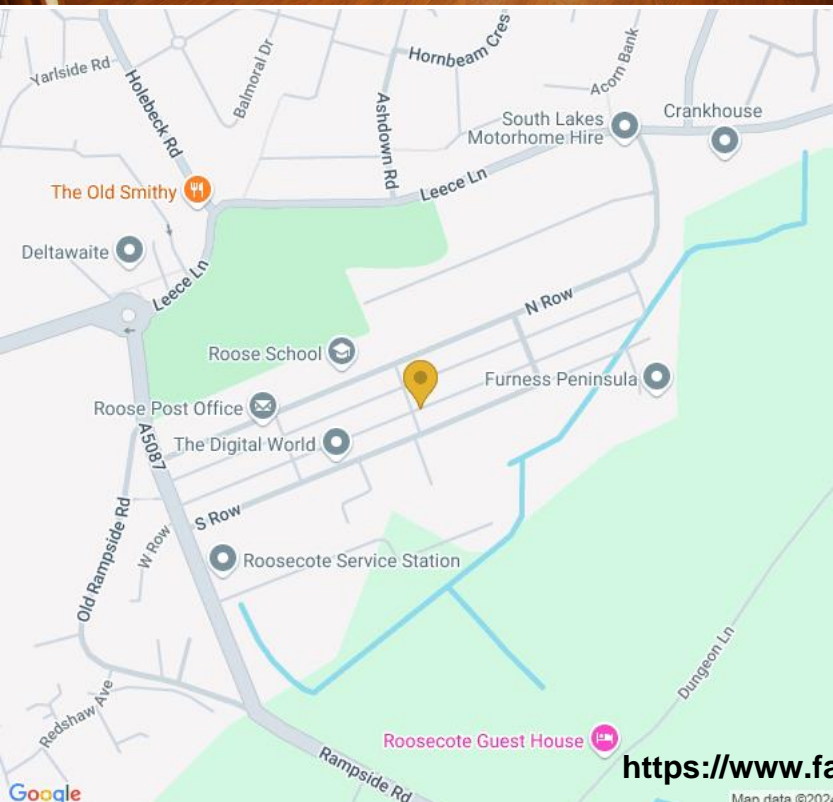 Yarlside Rd
Holebeck Rd
Balmoral Dr
Hornbeam Cres
Acorn Bank
Ashdown Rd
South Lakes
Motorhome Hire
Crankhouse
The Old Smithy
Leece Ln
Deltawaite
Leece Ln
N Row
Roose School
Furness Peninsula
Roose Post Office
The Digital World
A5087
S Row
W Row
Old Rampside Rd
Roosecote Service Station
Dungeon Ln
Redshaw Ave
Roosecote Guest House
Rampside Rd
https://www.fa
Google
Map data ©2024